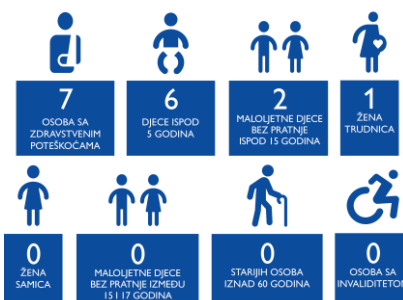 7
OSOBA SA
ZDRAVSTVENIM
POTEŠKOĆAMA
6
DJECE ISPOD
5 GODINA
2
MALOLJETNE DJECE
BEZ PRATNJE
ISPOD 15 GODINA
1
ŽENA
TRUDNICA
0
ŽENA
SAMICA
0
MALOLJETNE DJECE
BEZ PRATNJE IZMEĐU
15 I 17 GODINA
0
STARIJIH OSOBA
IZNAD 60 GODINA
0
OSOBA SA
INVALIDITETOM